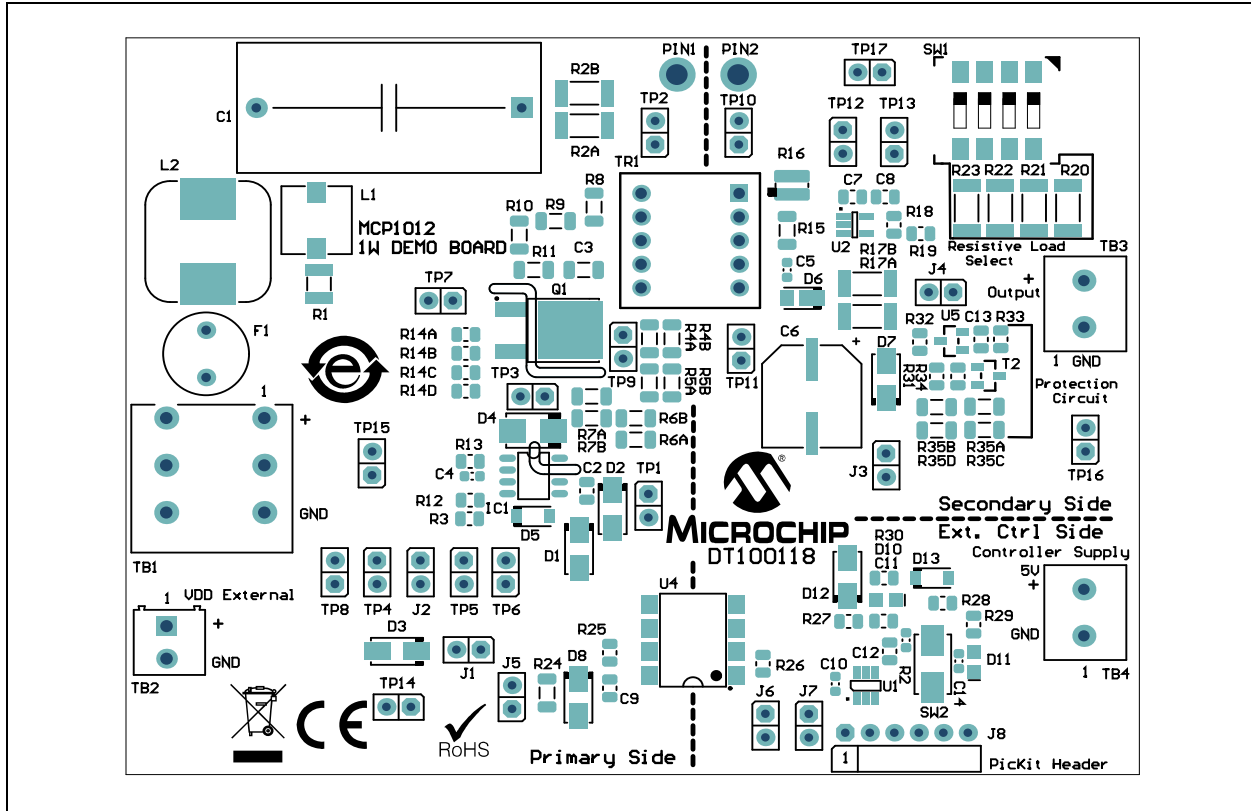 PIN1
PIN2
TP17
SW1
R2B
C1
TP2
TP10
TP12
TP13
R2A
L2
TR1
R16
L1
R8
C7
C8
R23
R22
R21
R20
MCP1012
1W DEMO BOARD
R10
R9
R15
R18
U2
R17B
R19
Resistive Load
Select
TB3
R11
C3
C5
D6
R17A
J4
TP7
Q1
+
Output
R1
F1
R14A
R14B
R14C
R14D
R4A
R4B
C6
+
D7
R32
U5
C13
R33
1 GND
TP3
TP9
R5A
R5B
TP11
R31
R34
T2
Protection
Circuit
1
+
D4
R6B
R7A
R7B
R6A
TP15
R35B
R35A
R35D
R35C
TP16
J3
R13
C4
C2
D2
TP1
®
GND
R12
R3
IC1
D5
D1
Secondary Side
MICROCHIP
DT100118
Ext. Ctrl Side
TB1
R30
D10
C11
D13
Controller Supply
5V
+
1
VDD External
+
TP8
TP4
J2
TP5
TP6
U4
D12
R28
R29
R27
GND
D3
R25
GND
TB2
J1
J5
R24
D8
R26
C10
C12
R2
D11
1
TB4
TP14
C9
U1
C14
SW2
J6
J7
CE
RoHS
J8
Primary Side
1
PicKit Header